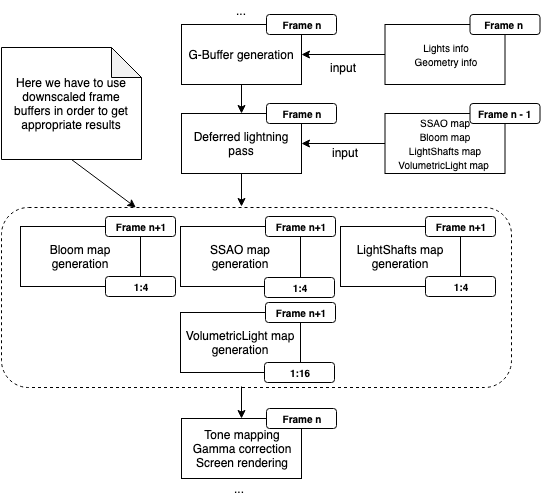 ...
Frame n
G-Buffer generation
Frame n
Lights info
Geometry info
input
Here we have to use
downscaled frame
buffers in order to get
appropriate results
Frame n
Deferred lightning
pass
Frame n - 1
SSAO map
Bloom map
LightShafts map
VolumetricLight map
input
Frame n+1
Bloom map
generation
1:4
Frame n+1
SSAO map
generation
1:4
Frame n+1
LightShafts map
generation
1:4
Frame n+1
VolumetricLight map
generation
1:16
Frame n
Tone mapping
Gamma correction
Screen rendering
...